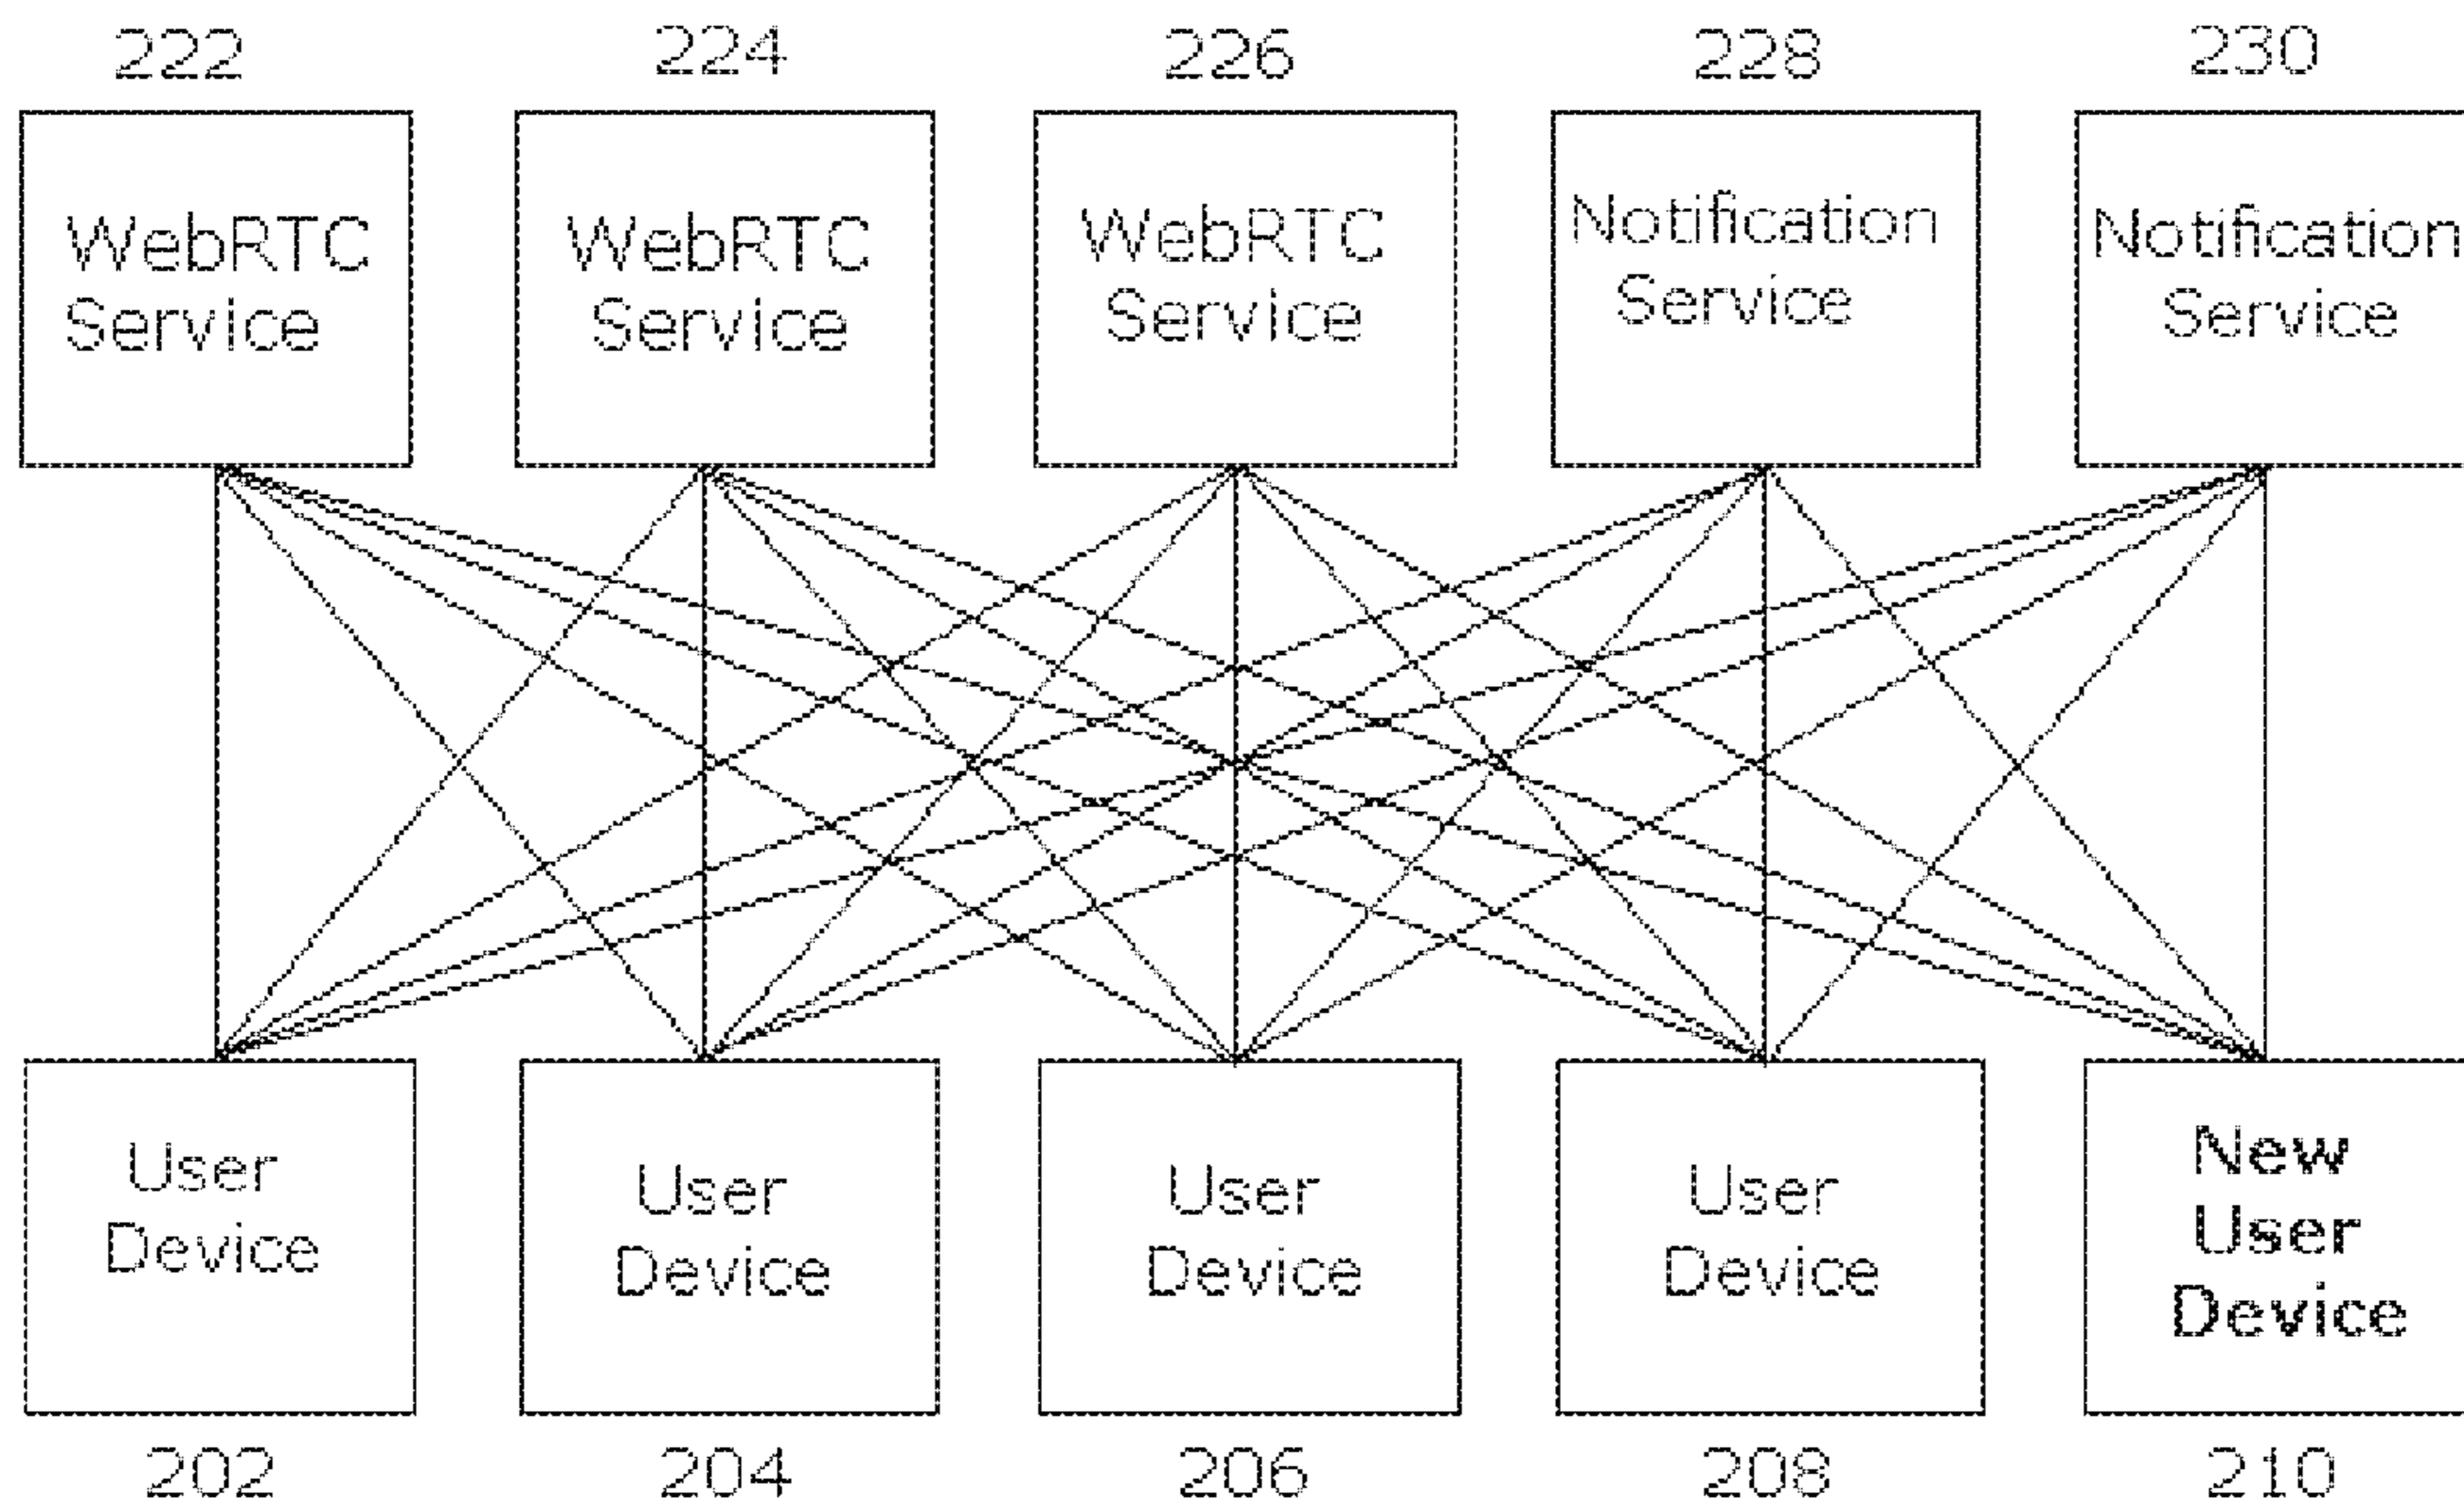 222 224 226 228 230
WebRTC
Service
WebRTC
Service
WebRTC
Service
Notification
Service
Notification
Service
User
Device
User
Device
User
Device
User
Device
New
User
Device
202 204 206 208 210